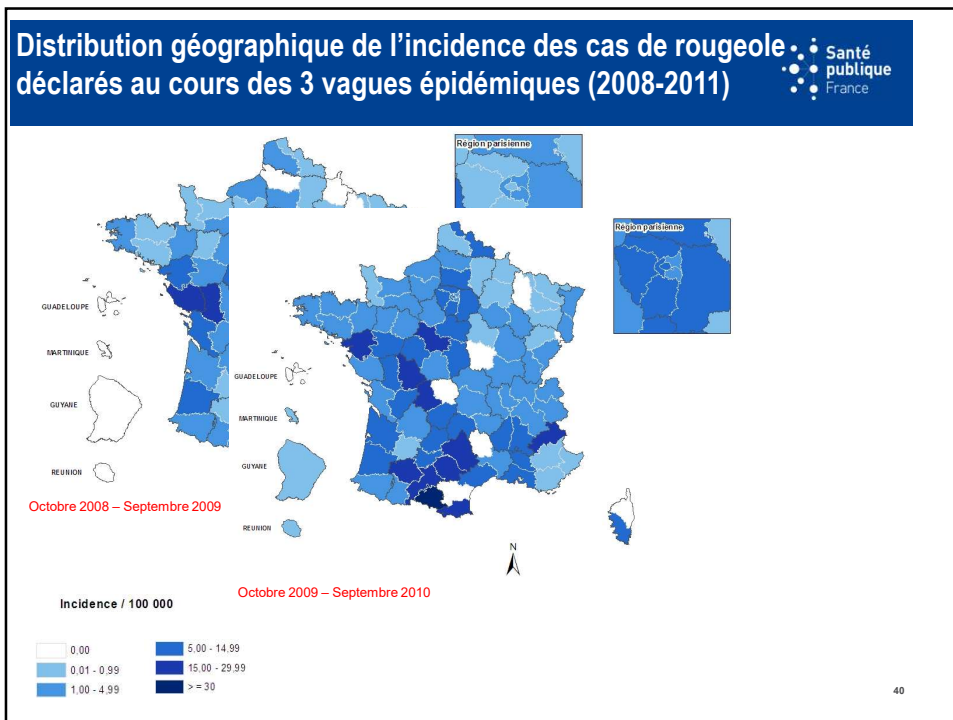 Distribution géographique de l’incidence des cas de rougeole
déclarés au cours des 3 vagues épidémiques (2008-2011)
Santé
publique
France
Région parisienne
GUADELOUPE
MARTINIQUE
GUYANE
REUNION
Octobre 2008 – Septembre 2009
Région parisienne
GUADELOUPE
MARTINIQUE
GUYANE
REUNION
N
Octobre 2009 – Septembre 2010
Incidence / 100 000
0,00
0,01 - 0,99
1,00 - 4,99
5,00 - 14,99
15,00 - 29,99
> = 30
40